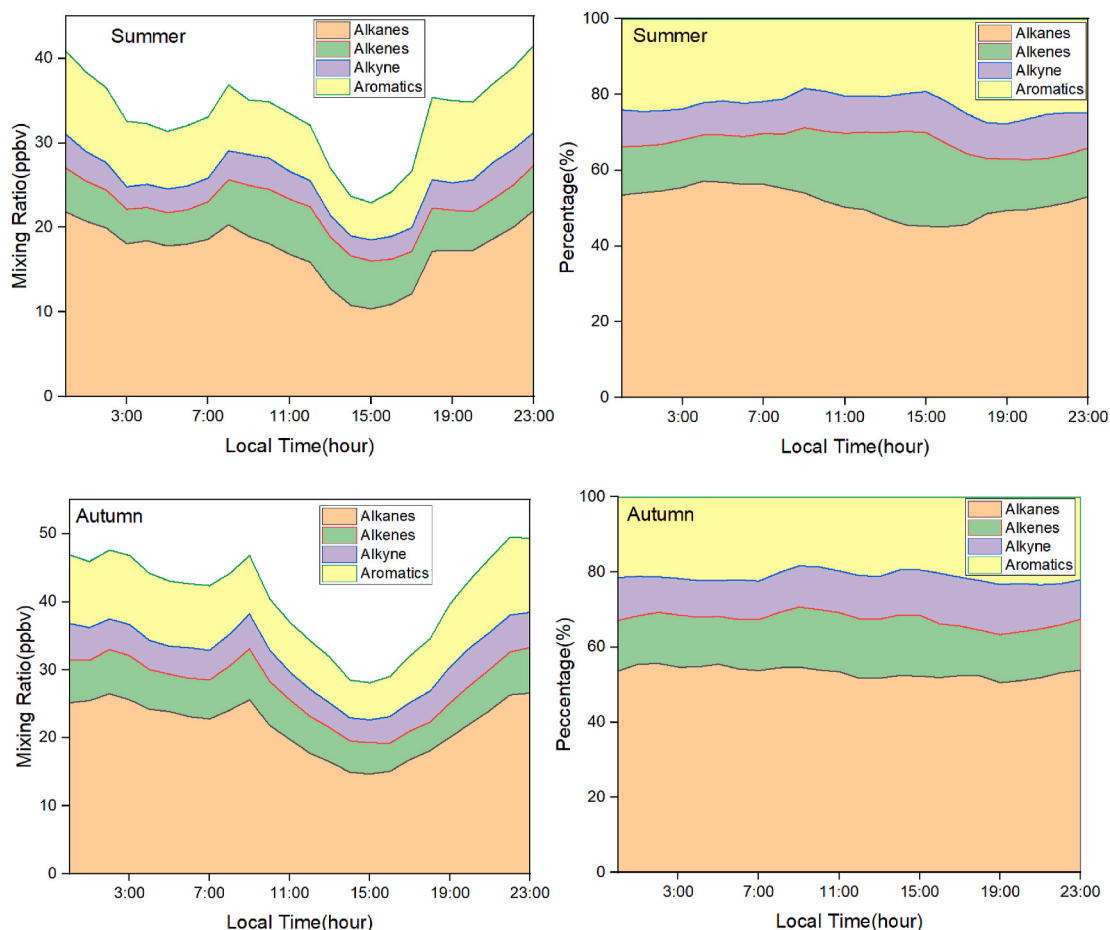 Summer
Alkanes
Alkenes
Alkyne
Aromatics
Mixing Ratio(ppbv)
40
30
20
10
0
3:00 7:00 11:00 15:00 19:00 23:00
Local Time(hour)
Summer
Alkanes
Alkenes
Alkyne
Aromatics
Percentage(%)
100
80
60
40
20
0
3:00 7:00 11:00 15:00 19:00 23:00
Local Time(hour)
Autumn
Alkanes
Alkenes
Alkyne
Aromatics
Mixing Ratio(ppbv)
50
40
30
20
10
0
3:00 7:00 11:00 15:00 19:00 23:00
Local Time(hour)
Autumn
Alkanes
Alkenes
Alkyne
Aromatics
Peccentage(%)
100
80
60
40
20
0
3:00 7:00 11:00 15:00 19:00 23:00
Local Time(hour)